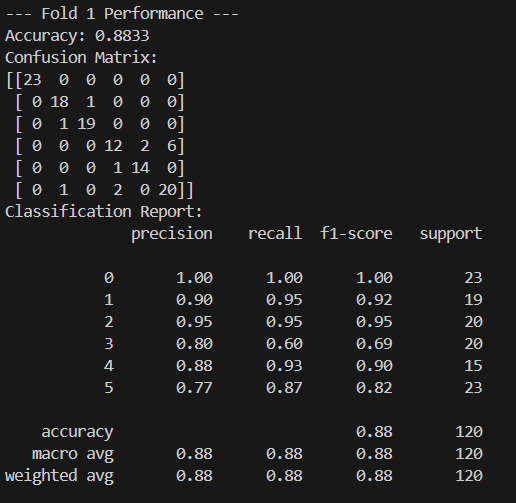 --- Fold 1 Performance ---
Accuracy: 0.8833
Confusion Matrix:
[[23  0  0  0  0  0]
 [ 0 18  1  0  0  0]
 [ 0  1 19  0  0  0]
 [ 0  0  0 12  2  6]
 [ 0  0  0  1 14  0]
 [ 0  1  0  2  0 20]]
Classification Report:
              precision    recall  f1-score   support

           0       1.00      1.00      1.00        23
           1       0.90      0.95      0.92        19
           2       0.95      0.95      0.95        20
           3       0.80      0.60      0.69        20
           4       0.88      0.93      0.90        15
           5       0.77      0.87      0.82        23

    accuracy                           0.88       120
   macro avg       0.88      0.88      0.88       120
weighted avg       0.88      0.88      0.88       120